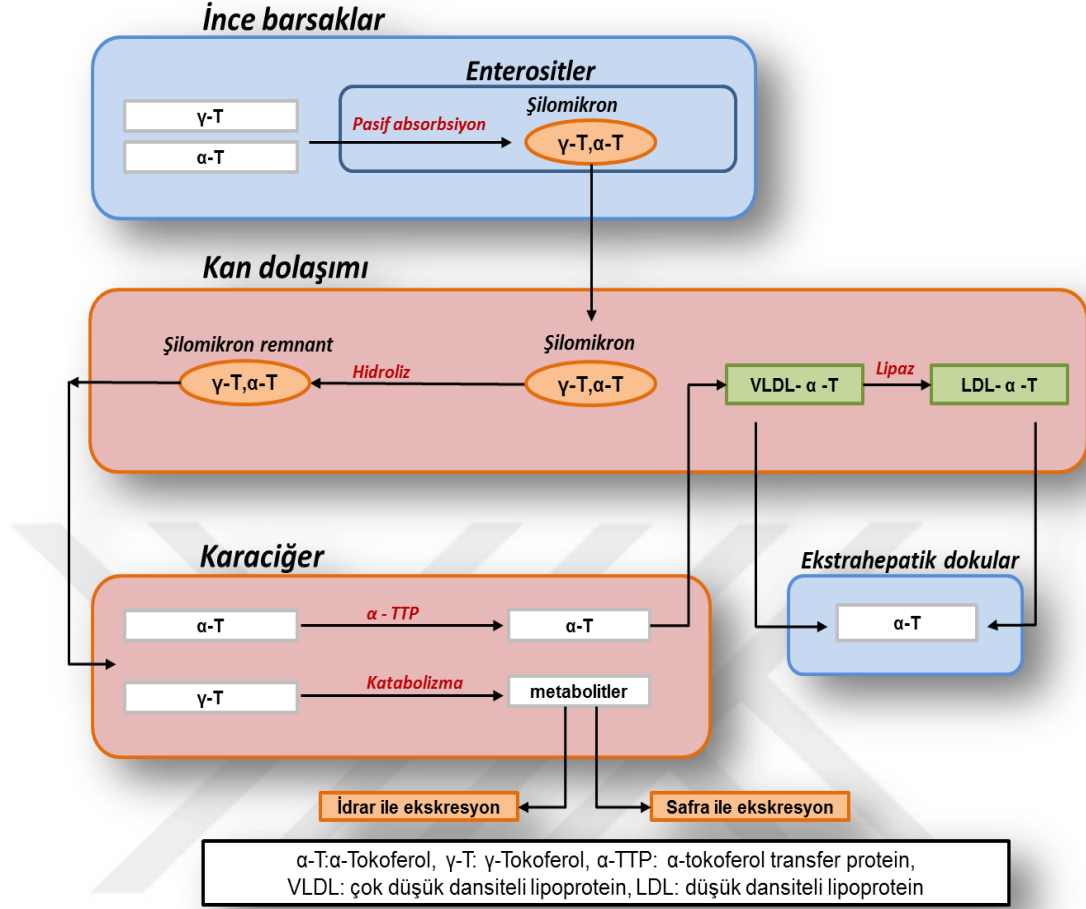 İnce barsaklar
Enterositler
Şilomikron
γ-T
Pasif absorbsiyon
γ-T,α-T
α-T
Kan dolaşımı
Şilomikron remnant
Şilomikron
Hidroliz
γ-T,α-T
γ-T,α-T
VLDL- α -T
Lipaz
LDL- α -T
Karaciğer
Ekstrahepatik dokular
α-T
α - TTP
α-T
α-T
γ-T
Katabolizma
metabolitler
İdrar ile ekskresyon
Safra ile ekskresyon
α-T:α-Tokoferol, γ-T: γ-Tokoferol, α-TTP: α-tokoferol transfer protein,
VLDL: çok düşük dansiteli lipoprotein, LDL: düşük dansiteli lipoprotein